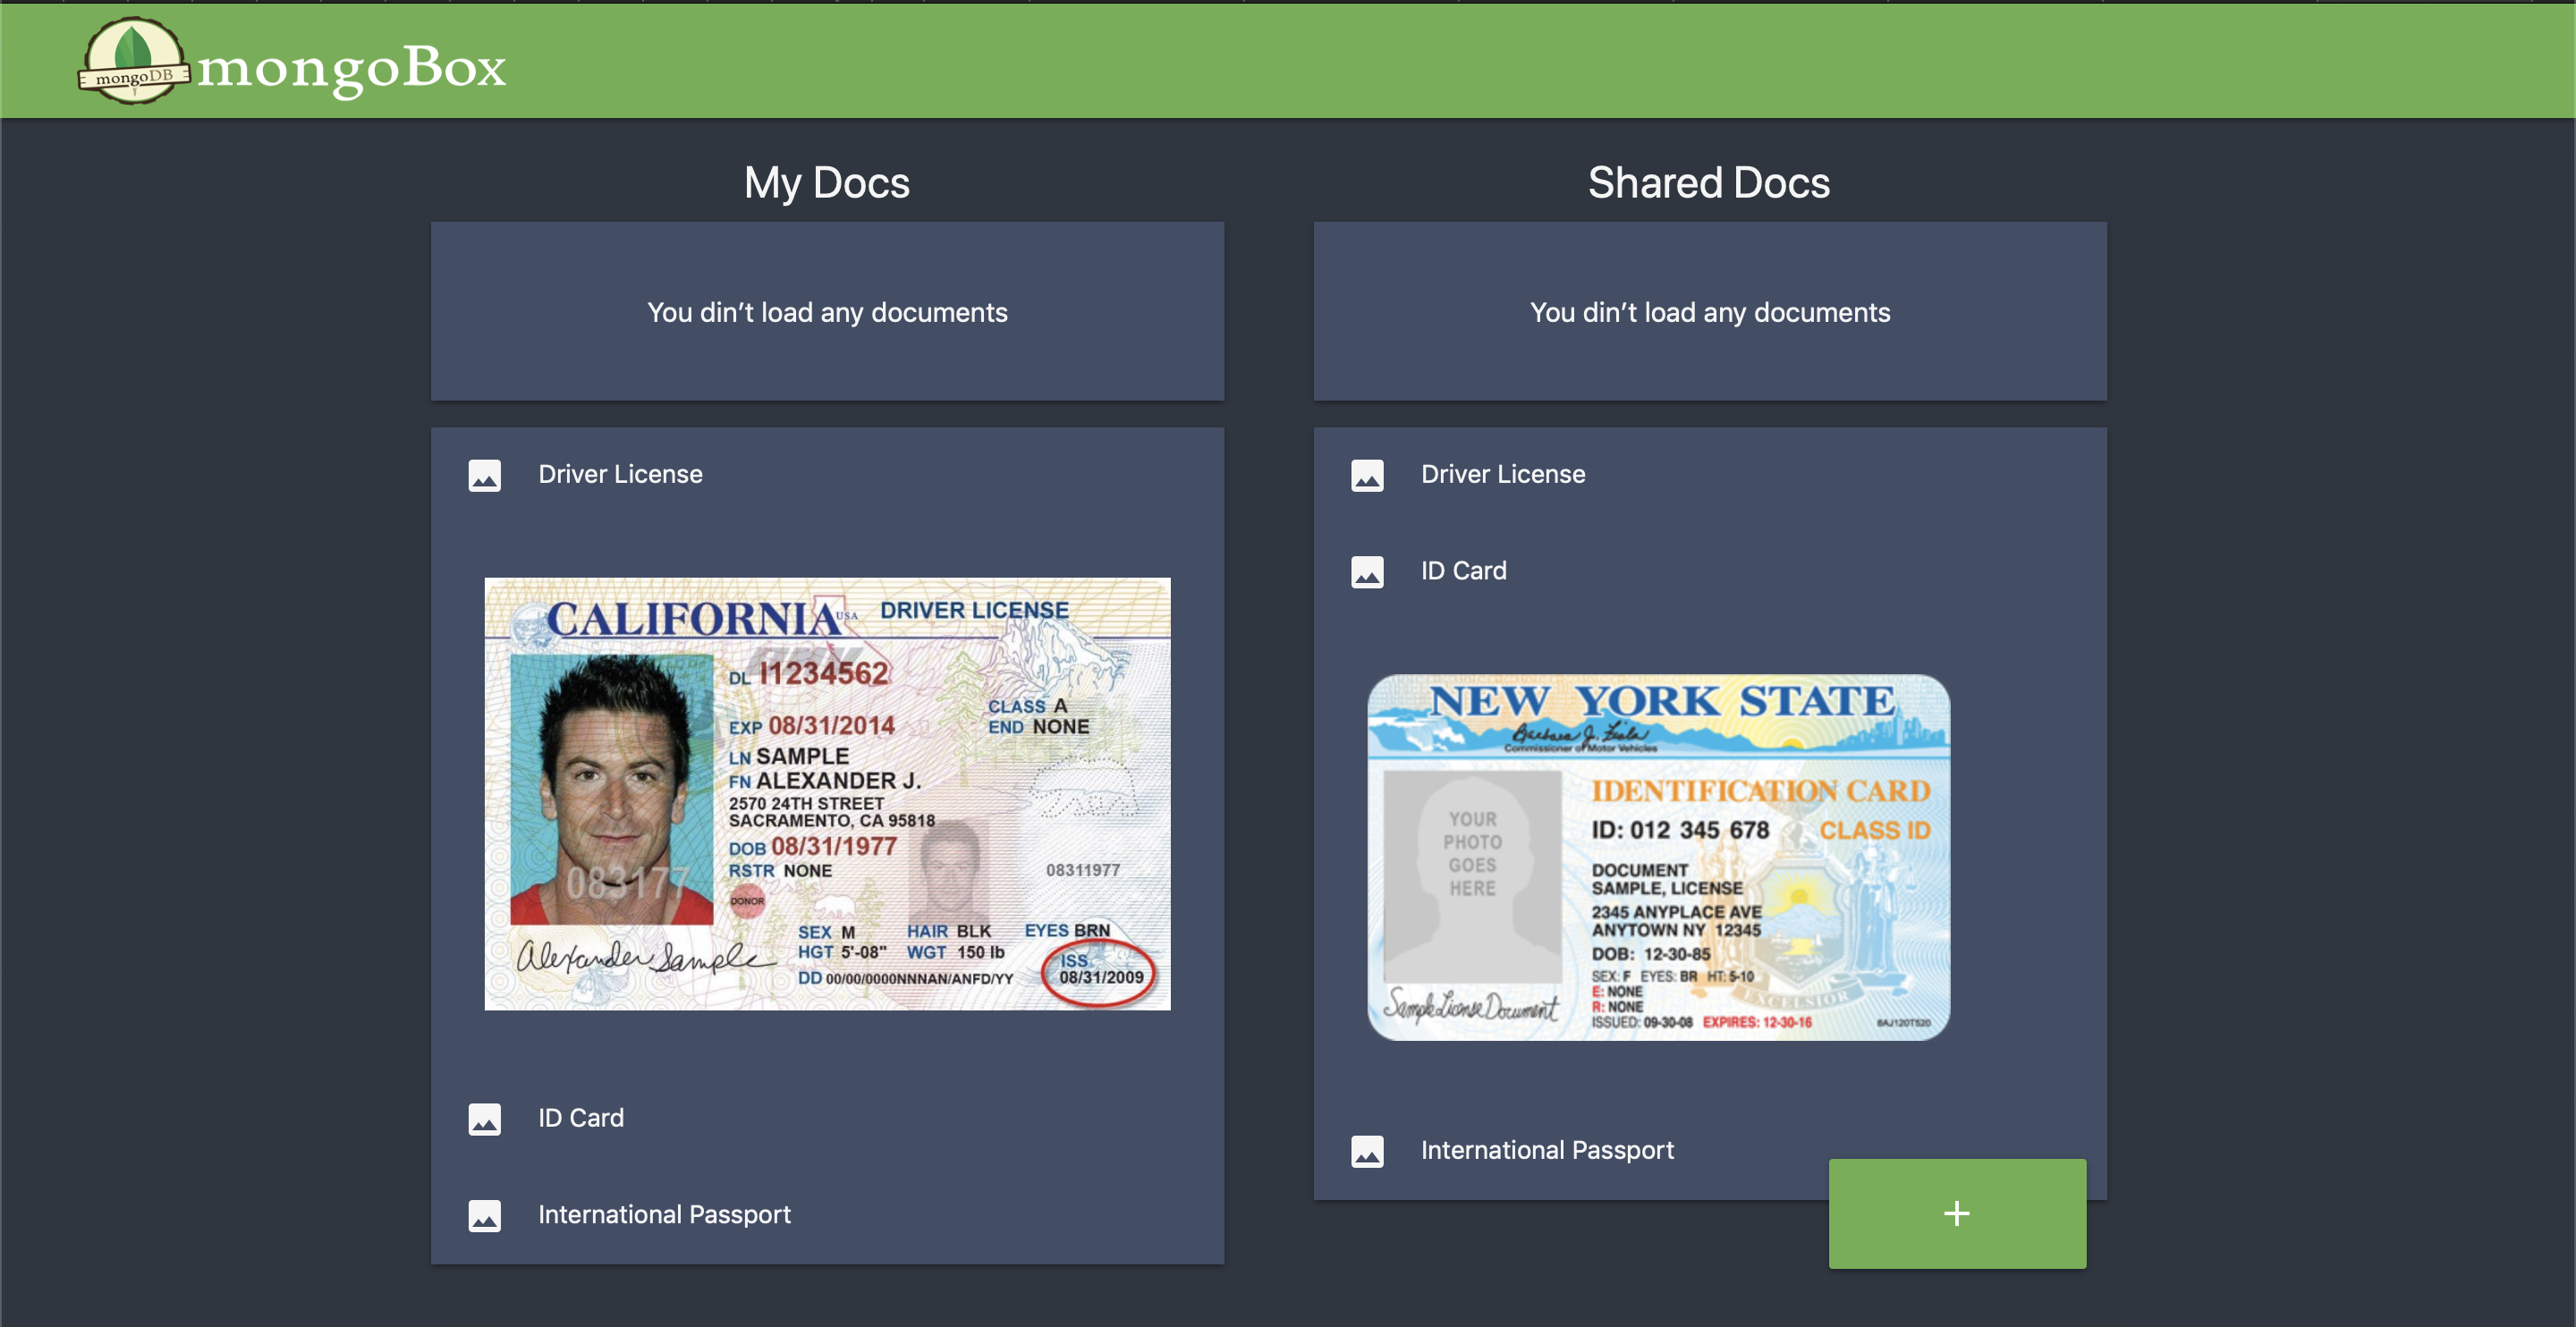 mongoDB
mongoBox
My Docs
You din’t load any documents
Driver License
CALIFORNIA USA DRIVER LICENSE
DL I1234562
EXP 08/31/2014
CLASS A
END NONE
LN SAMPLE
FN ALEXANDER J.
2570 24TH STREET
SACRAMENTO, CA 95818
DOB 08/31/1977
RSTR NONE
08311977
083177
DONOR
SEX M HAIR BLK EYES BRN
HGT 5'-08" WGT 150 lb
ISS
DD 00/00/0000NNNAN/ANFD/YY
08/31/2009
Alexander Sample
ID Card
International Passport
Shared Docs
You din’t load any documents
Driver License
ID Card
NEW YORK STATE
Commissioner of Motor Vehicles
YOUR
PHOTO
GOES
HERE
IDENTIFICATION CARD
ID: 012 345 678 CLASS ID
DOCUMENT
SAMPLE, LICENSE
2345 ANYPLACE AVE
ANYTOWN NY 12345
DOB: 12-30-85
SEX: F EYES: BR HT: 5-10
E: NONE
R: NONE
ISSUED: 09-30-08 EXPIRES: 12-30-16
EXCELSIOR
Sample License Document
International Passport
+